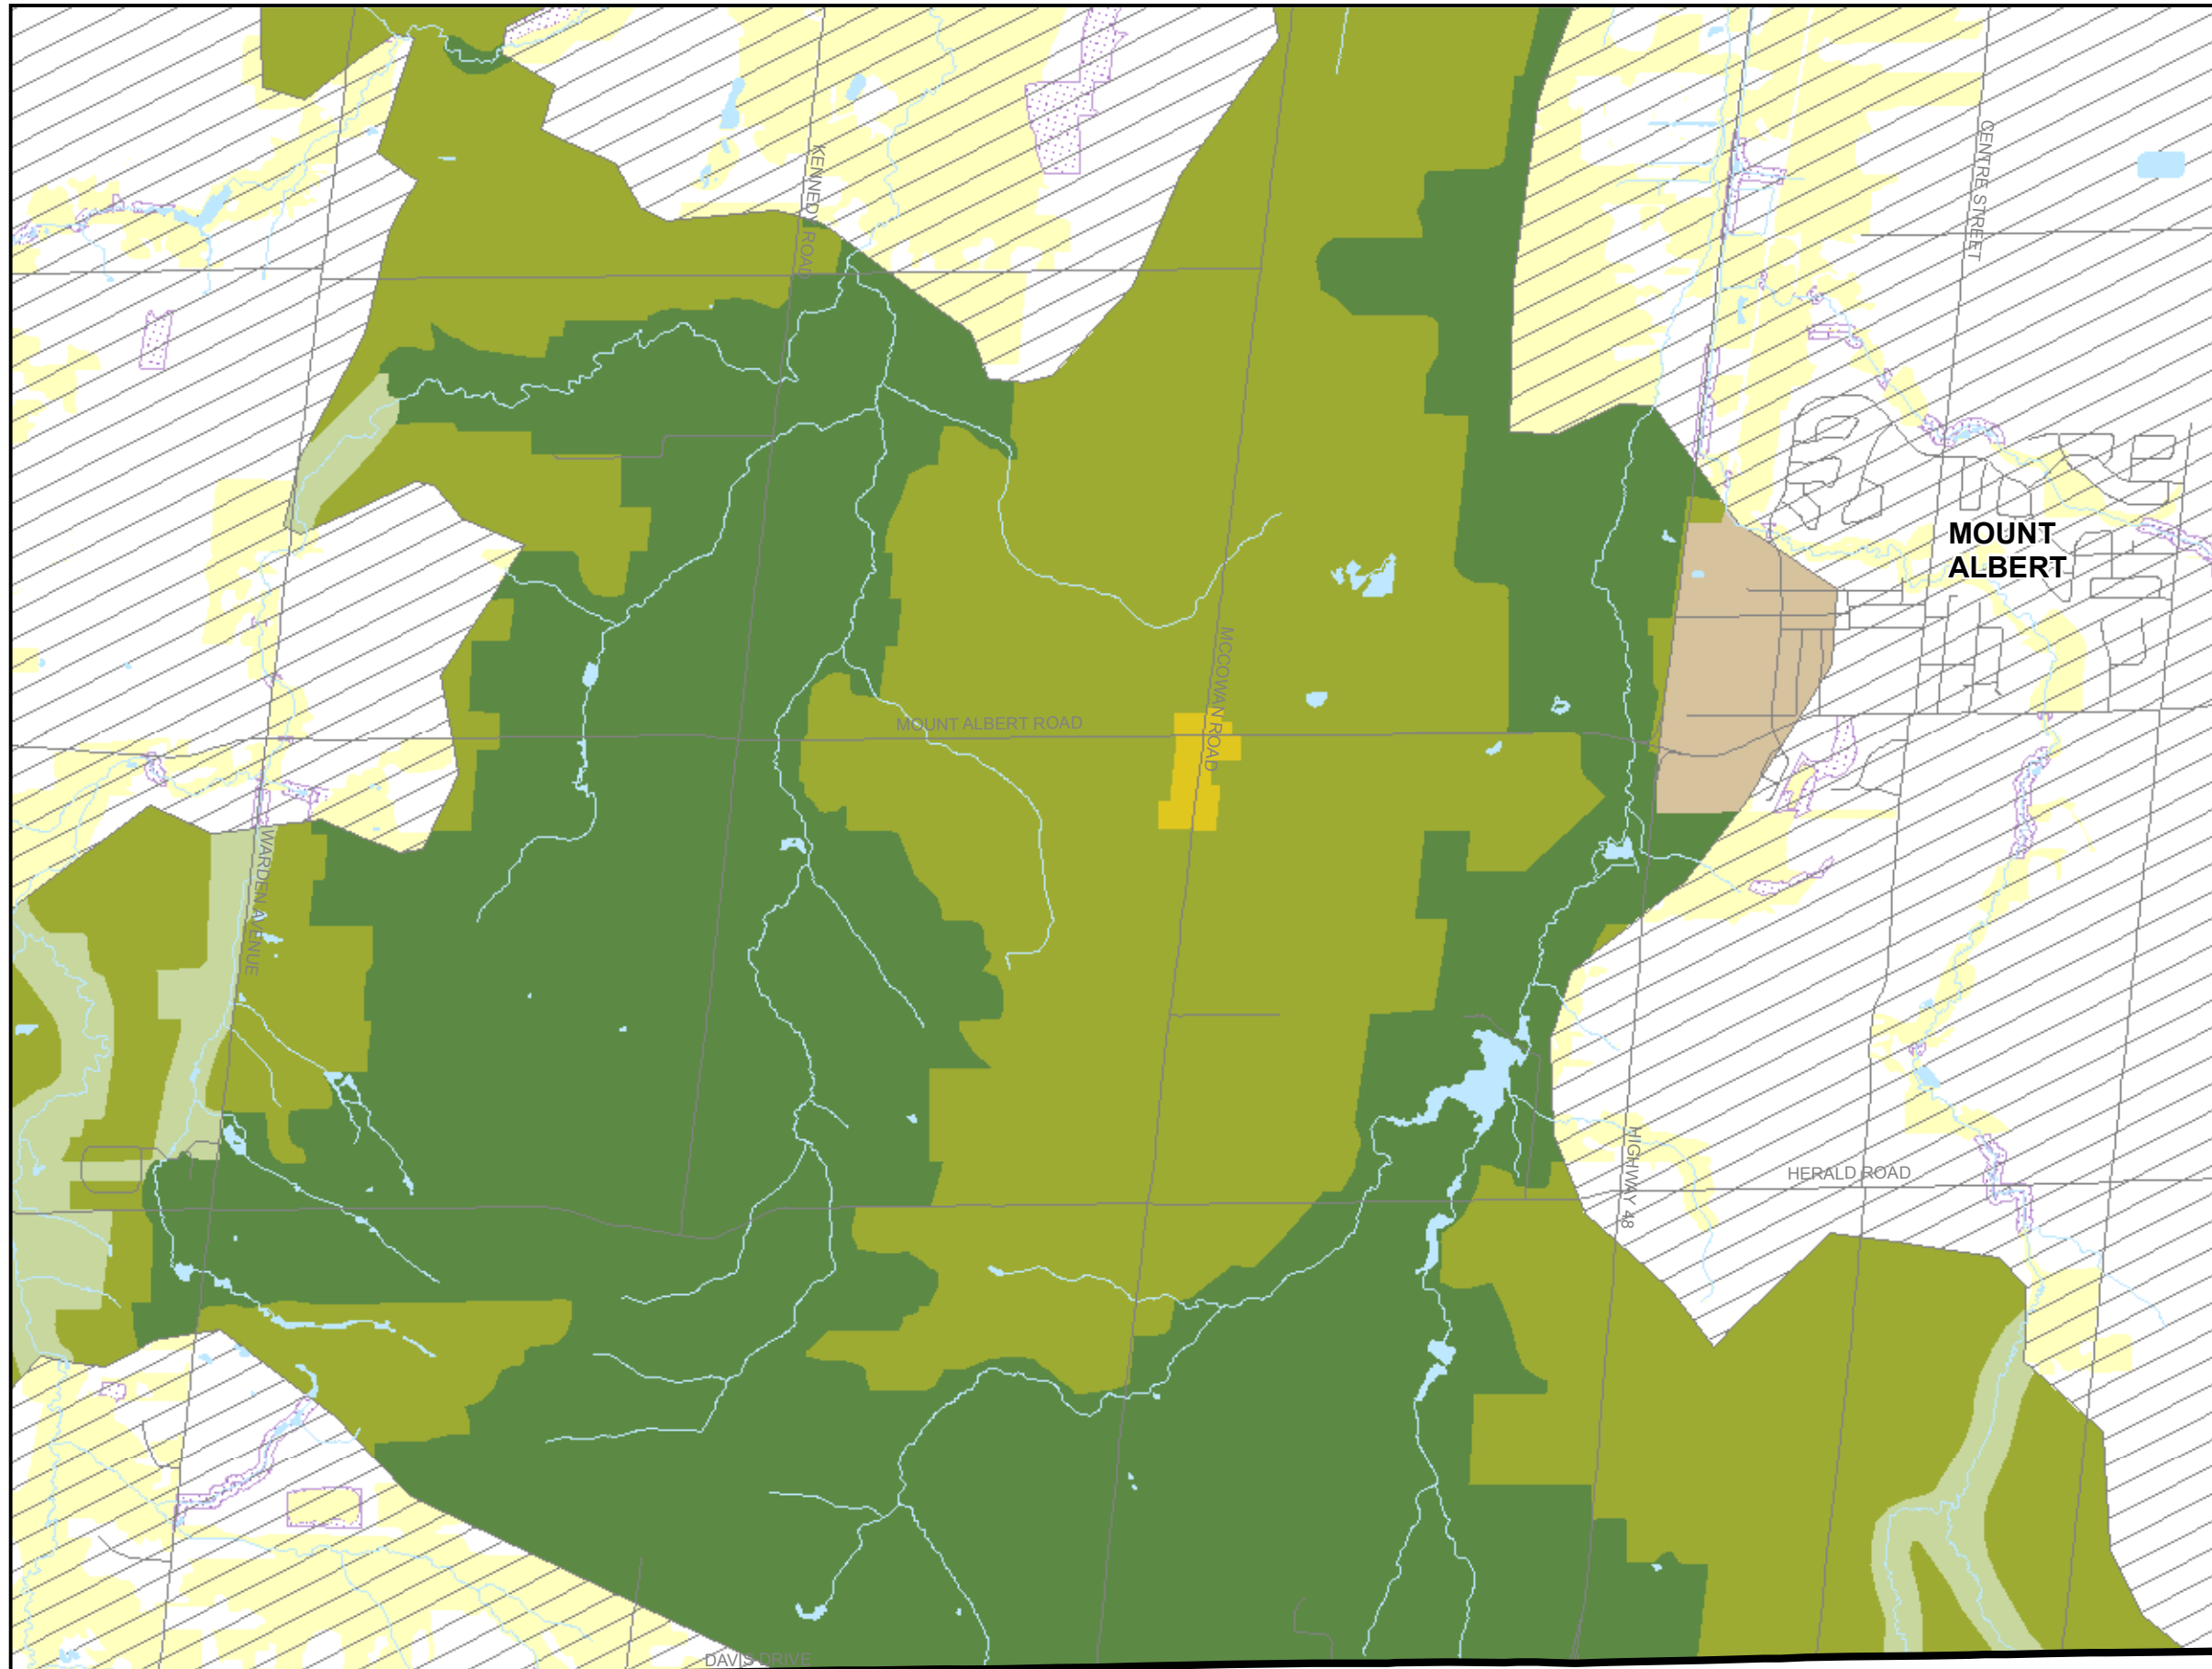 KENNEDY ROAD
CENTRE STREET
MOUNT
ALBERT
MCCOWAN ROAD
MOUNT ALBERT ROAD
WARDEN AVENUE
HIGHWAY 48
HERALD ROAD
DAVIS DRIVE